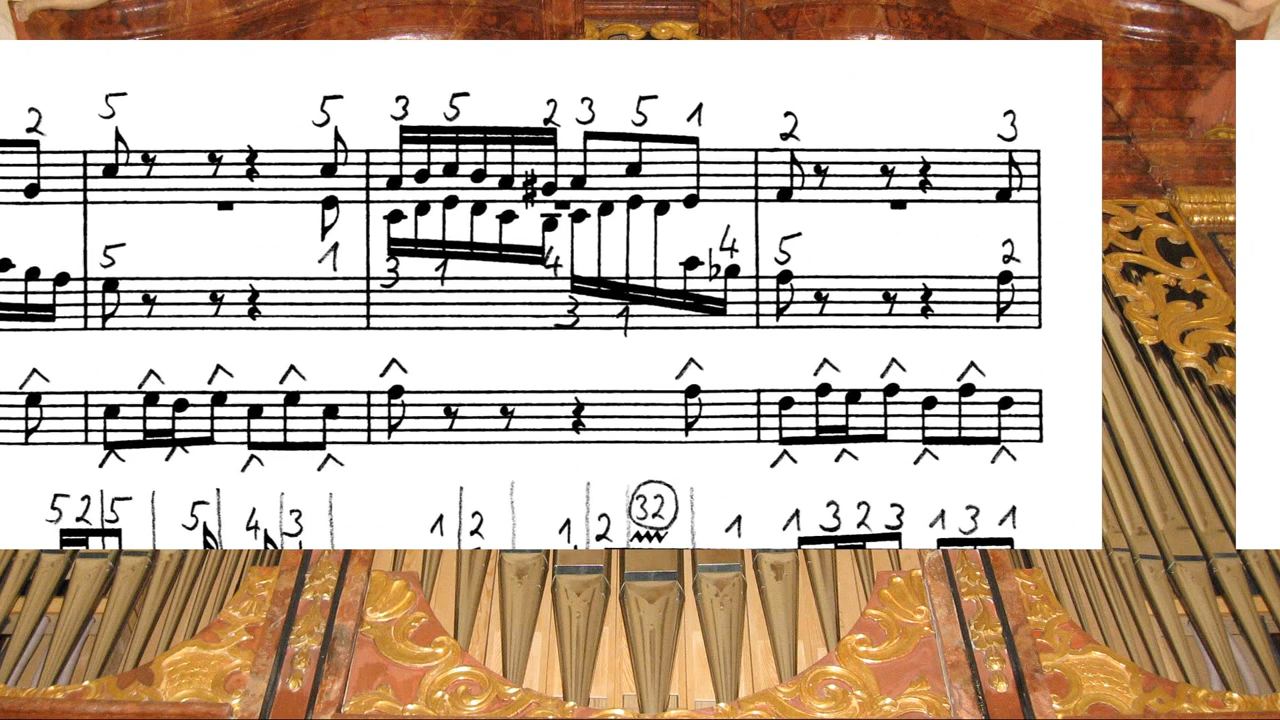 2 5 5 3 5 2 3 5 1 2 3
5 1 3 1 4 3 1 4 5 2
5 2 5 5 4 3 1 2 1 2 32 1 1 3 2 3 1 3 1